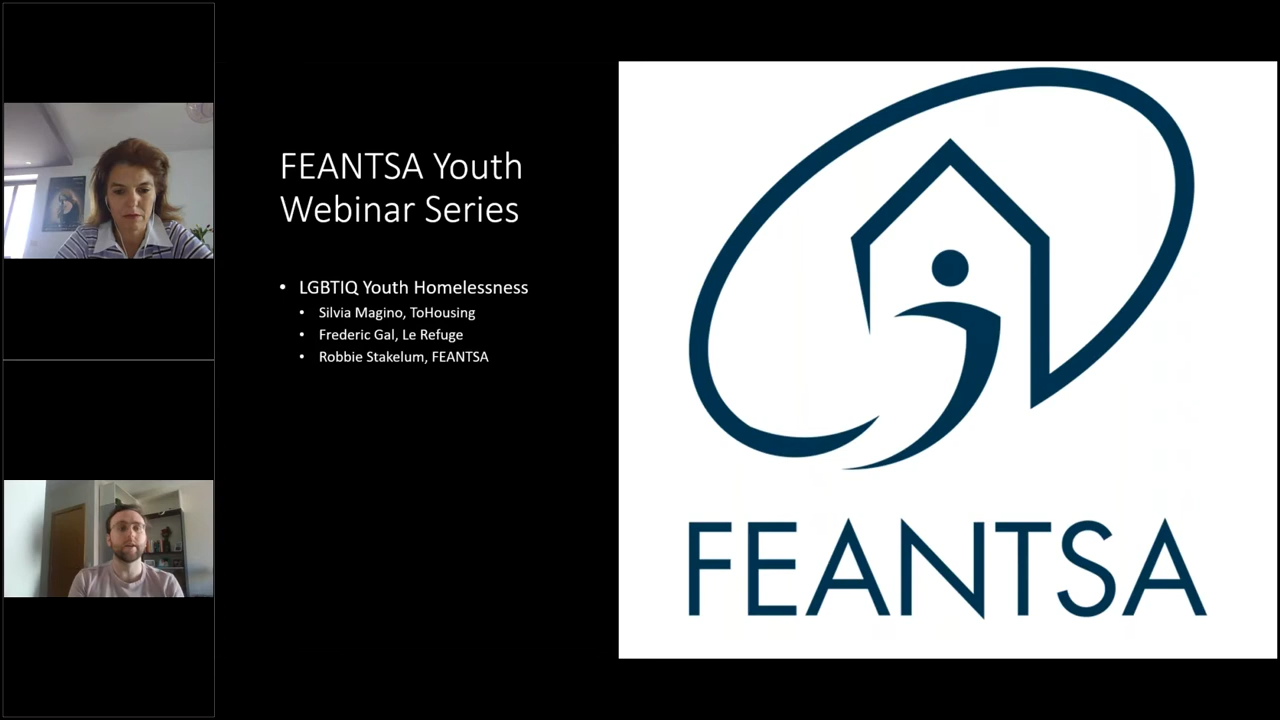 FEANTSA Youth
Webinar Series
• LGBTIQ Youth Homelessness
• Silvia Magino, ToHousing
• Frederic Gal, Le Refuge
• Robbie Stakelum, FEANTSA
FEANTSA